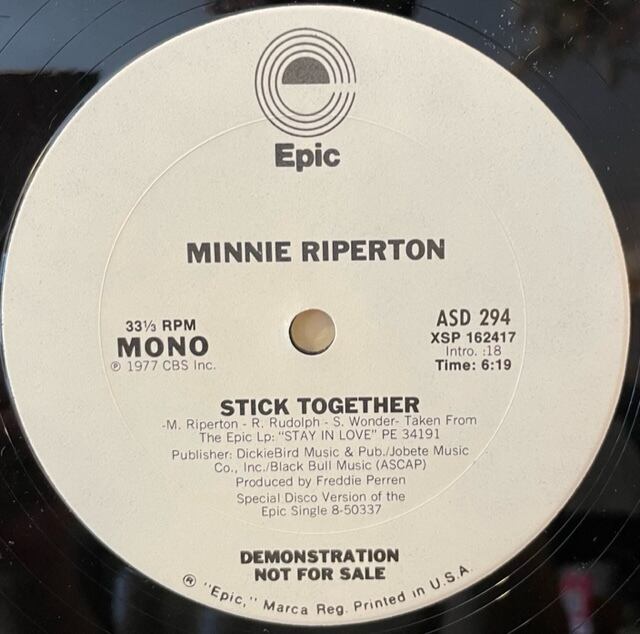 Epic
MINNIE RIPERTON
33⅓ RPM
MONO
℗ 1977 CBS Inc.
ASD 294
XSP 162417
Intro. :18
Time: 6:19
STICK TOGETHER
-M. Riperton - R. Rudolph - S. Wonder- Taken From
The Epic Lp: "STAY IN LOVE" PE 34191
Publisher: DickieBird Music & Pub./Jobete Music
Co., Inc./Black Bull Music (ASCAP)
Produced by Freddie Perren
Special Disco Version of the
Epic Single 8-50337
DEMONSTRATION
NOT FOR SALE
® "Epic," Marca Reg. Printed in U.S.A.